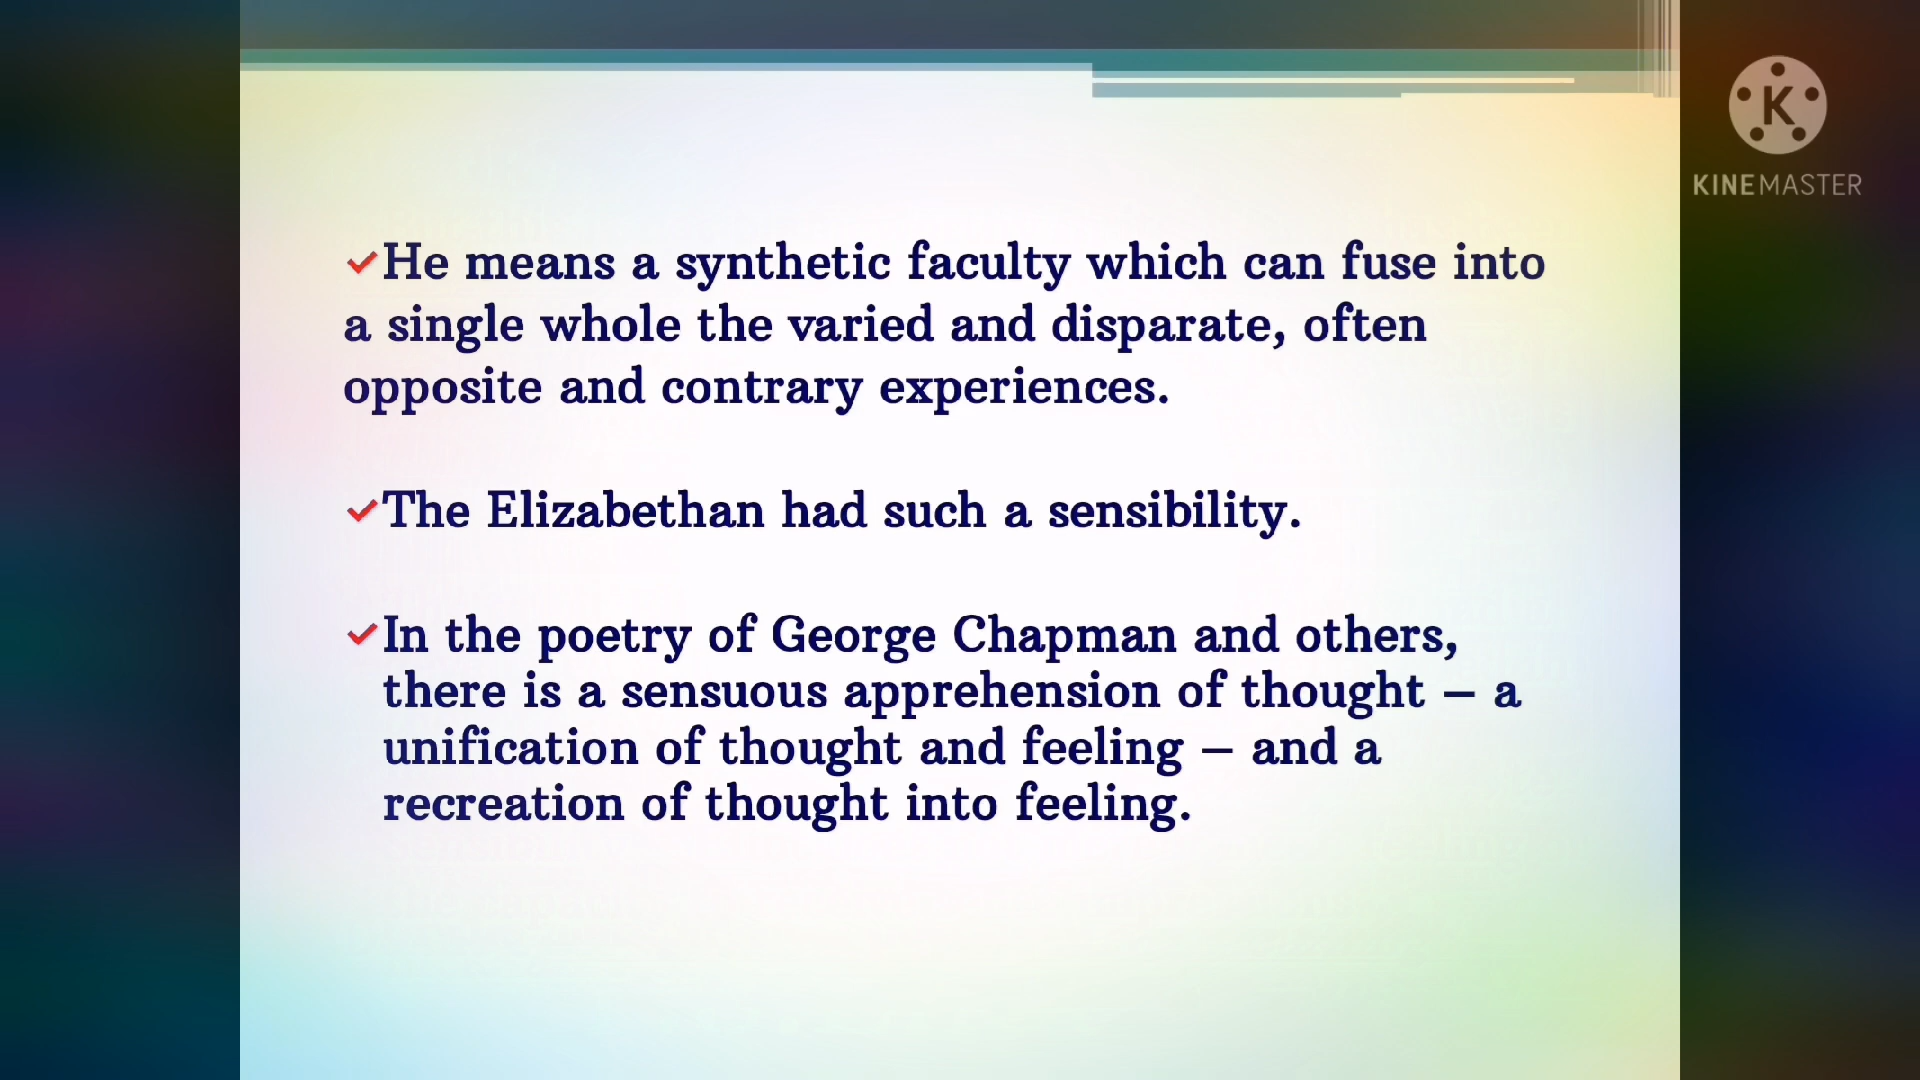 He means a synthetic faculty which can fuse into
a single whole the varied and disparate, often
opposite and contrary experiences.
The Elizabethan had such a sensibility.
In the poetry of George Chapman and others,
there is a sensuous apprehension of thought – a
unification of thought and feeling – and a
recreation of thought into feeling.
K
KINEMASTER